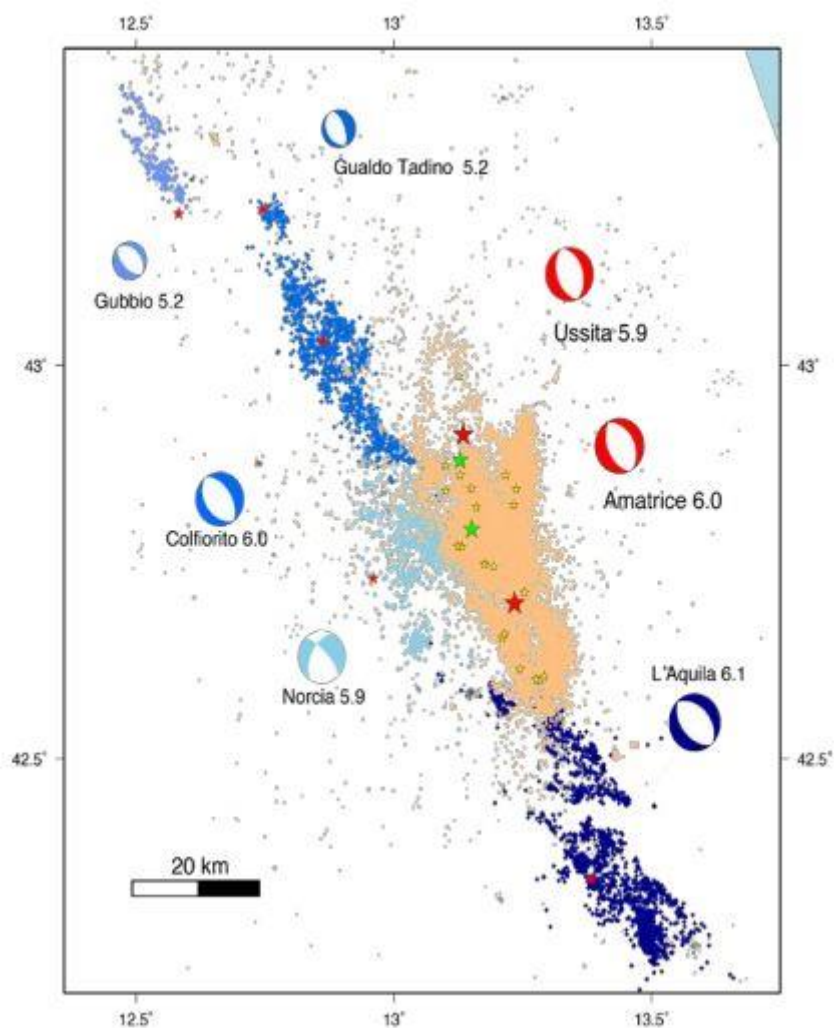 12.5˚ 13˚ 13.5˚
Gualdo Tadino 5.2
Gubbio 5.2
Ussita 5.9
43˚ 43˚
Amatrice 6.0
Colfiorito 6.0
Norcia 5.9
L'Aquila 6.1
42.5˚ 42.5˚
20 km
12.5˚ 13˚ 13.5˚